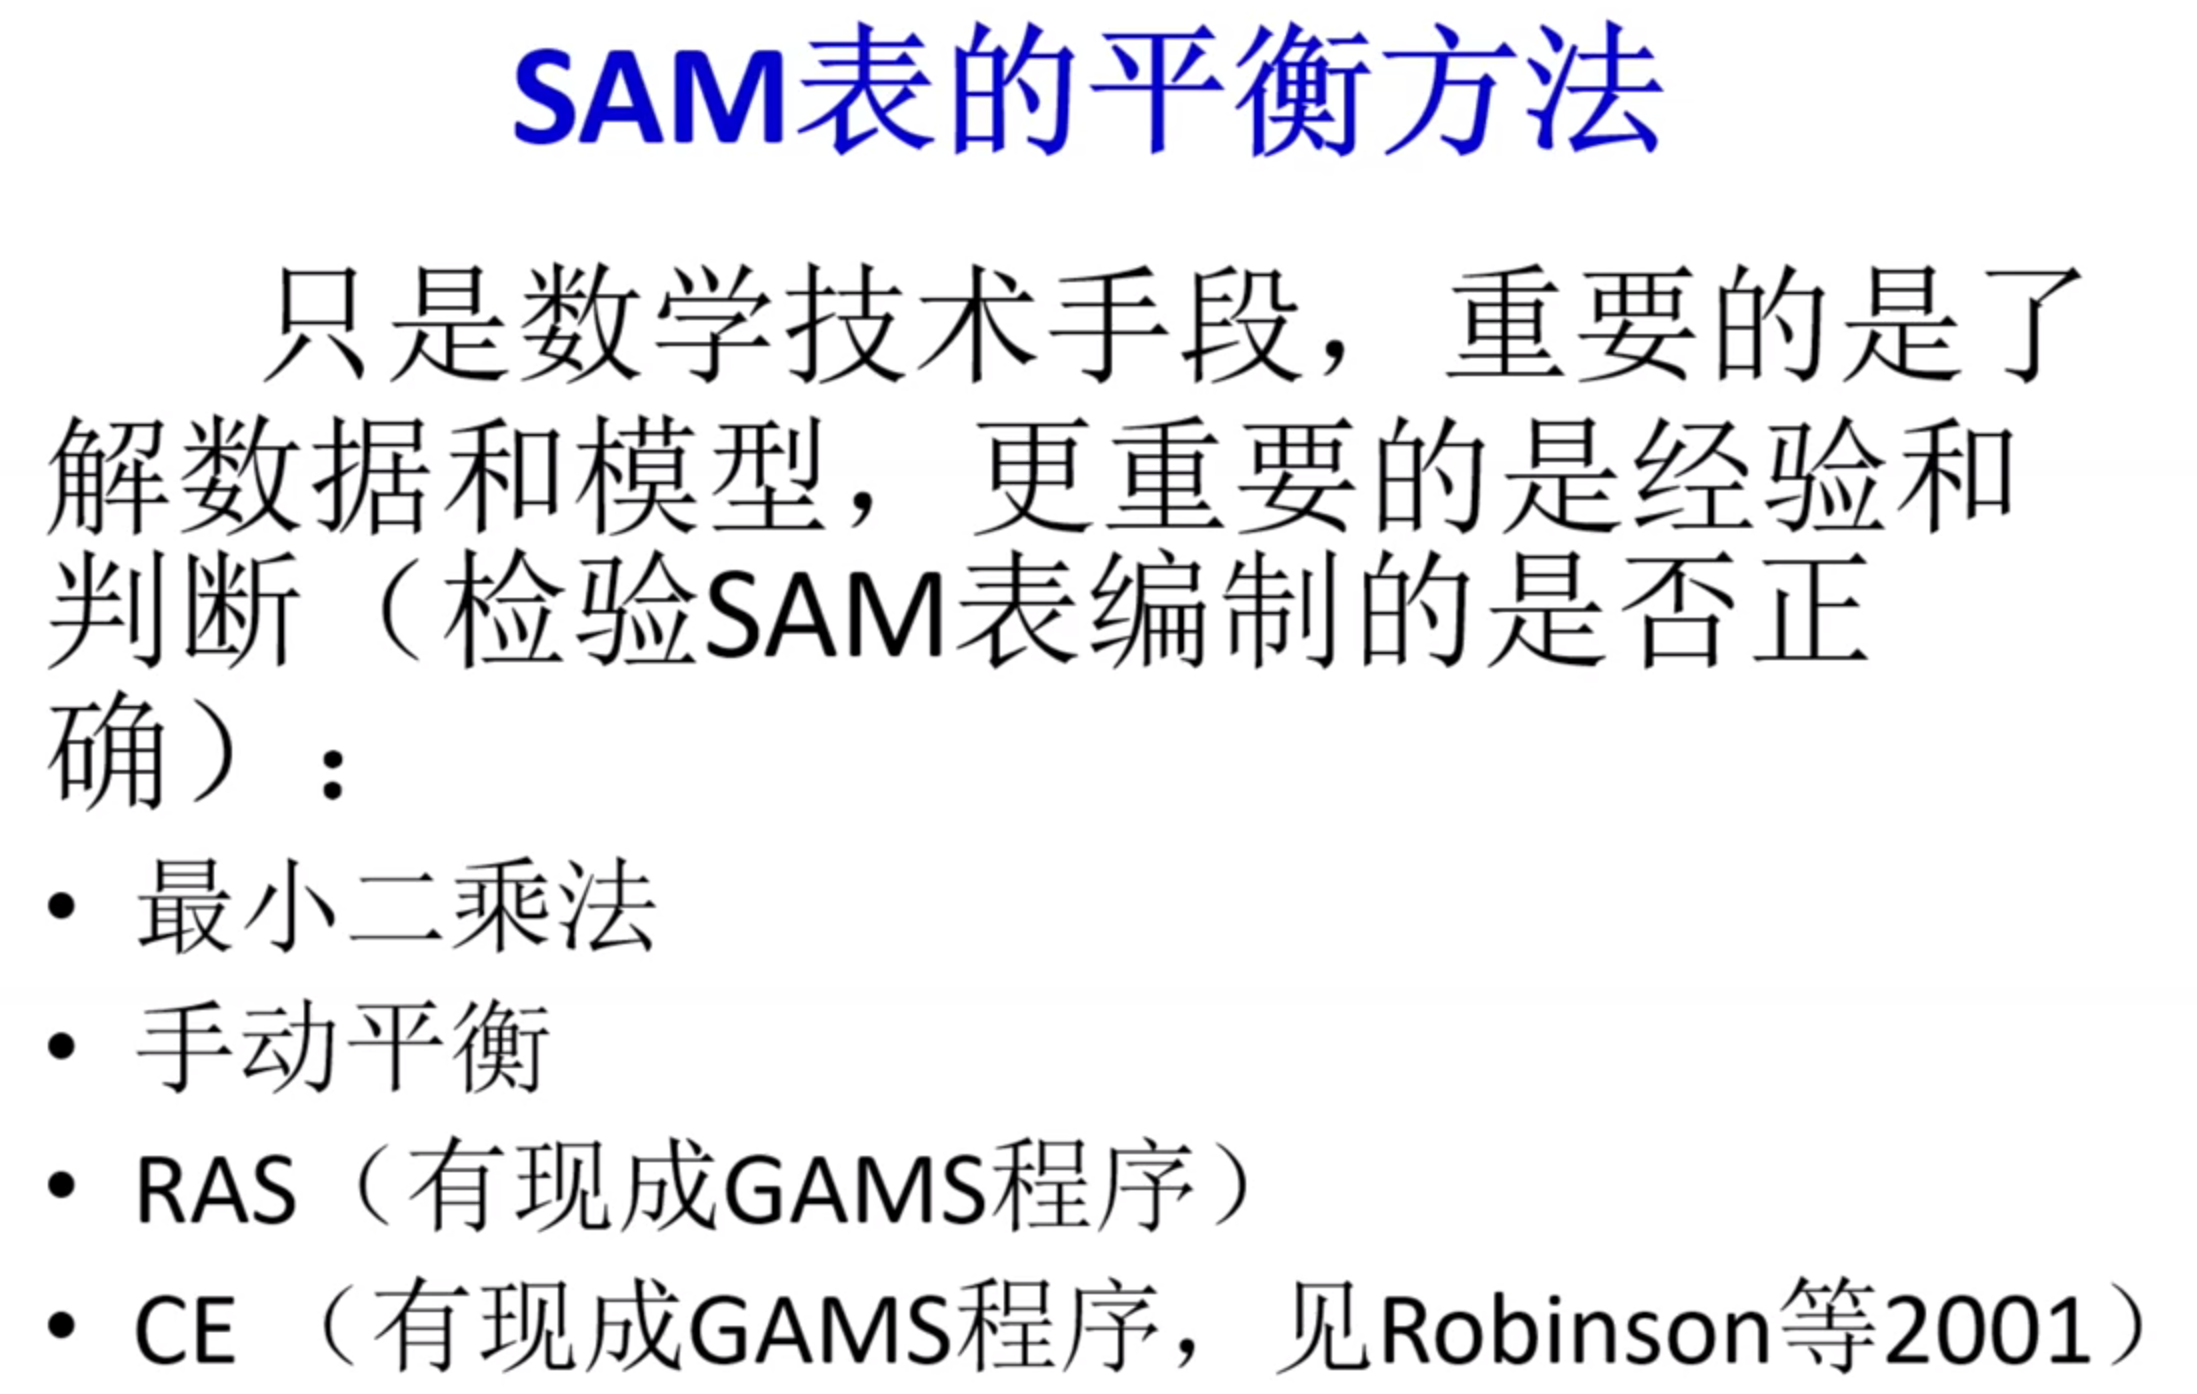 SAM表的平衡方法
只是数学技术手段，重要的是了
解数据和模型，更重要的是经验和
判断（检验SAM表编制的是否正
确）：
• 最小二乘法
• 手动平衡
• RAS（有现成GAMS程序）
• CE （有现成GAMS程序，见Robinson等2001）